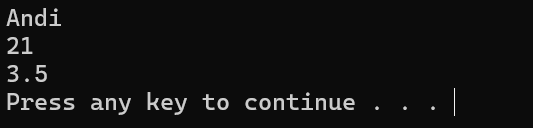 Andi
21
3.5
Press any key to continue . . .